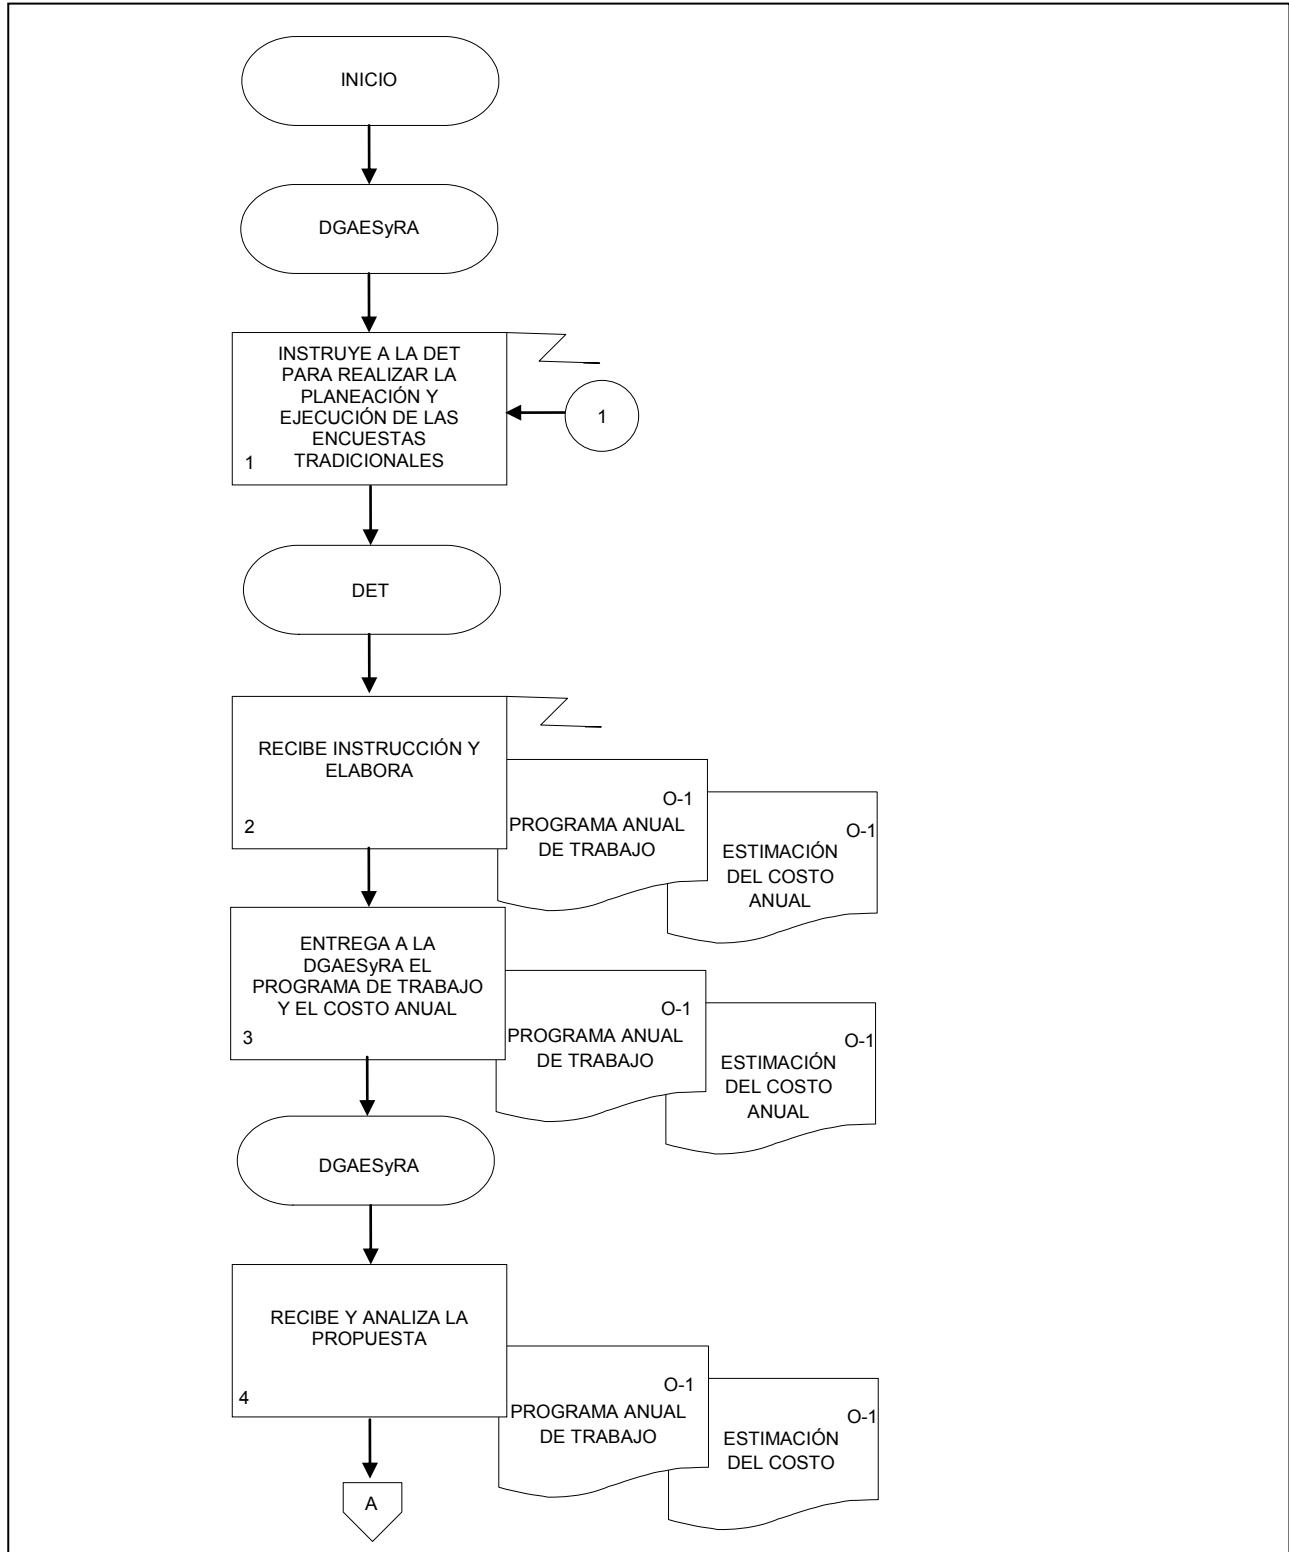 INICIO
DGAESyRA
INSTRUYE A LA DET
PARA REALIZAR LA
PLANEACIÓN Y
EJECUCIÓN DE LAS
ENCUESTAS
TRADICIONALES
1
1
DET
RECIBE INSTRUCCIÓN Y
ELABORA
2
O-1
PROGRAMA ANUAL
DE TRABAJO
O-1
ESTIMACIÓN
DEL COSTO
ANUAL
ENTREGA A LA
DGAESyRA EL
PROGRAMA DE TRABAJO
Y EL COSTO ANUAL
3
O-1
PROGRAMA ANUAL
DE TRABAJO
O-1
ESTIMACIÓN
DEL COSTO
ANUAL
DGAESyRA
RECIBE Y ANALIZA LA
PROPUESTA
4
O-1
PROGRAMA ANUAL
DE TRABAJO
O-1
ESTIMACIÓN
DEL COSTO
A